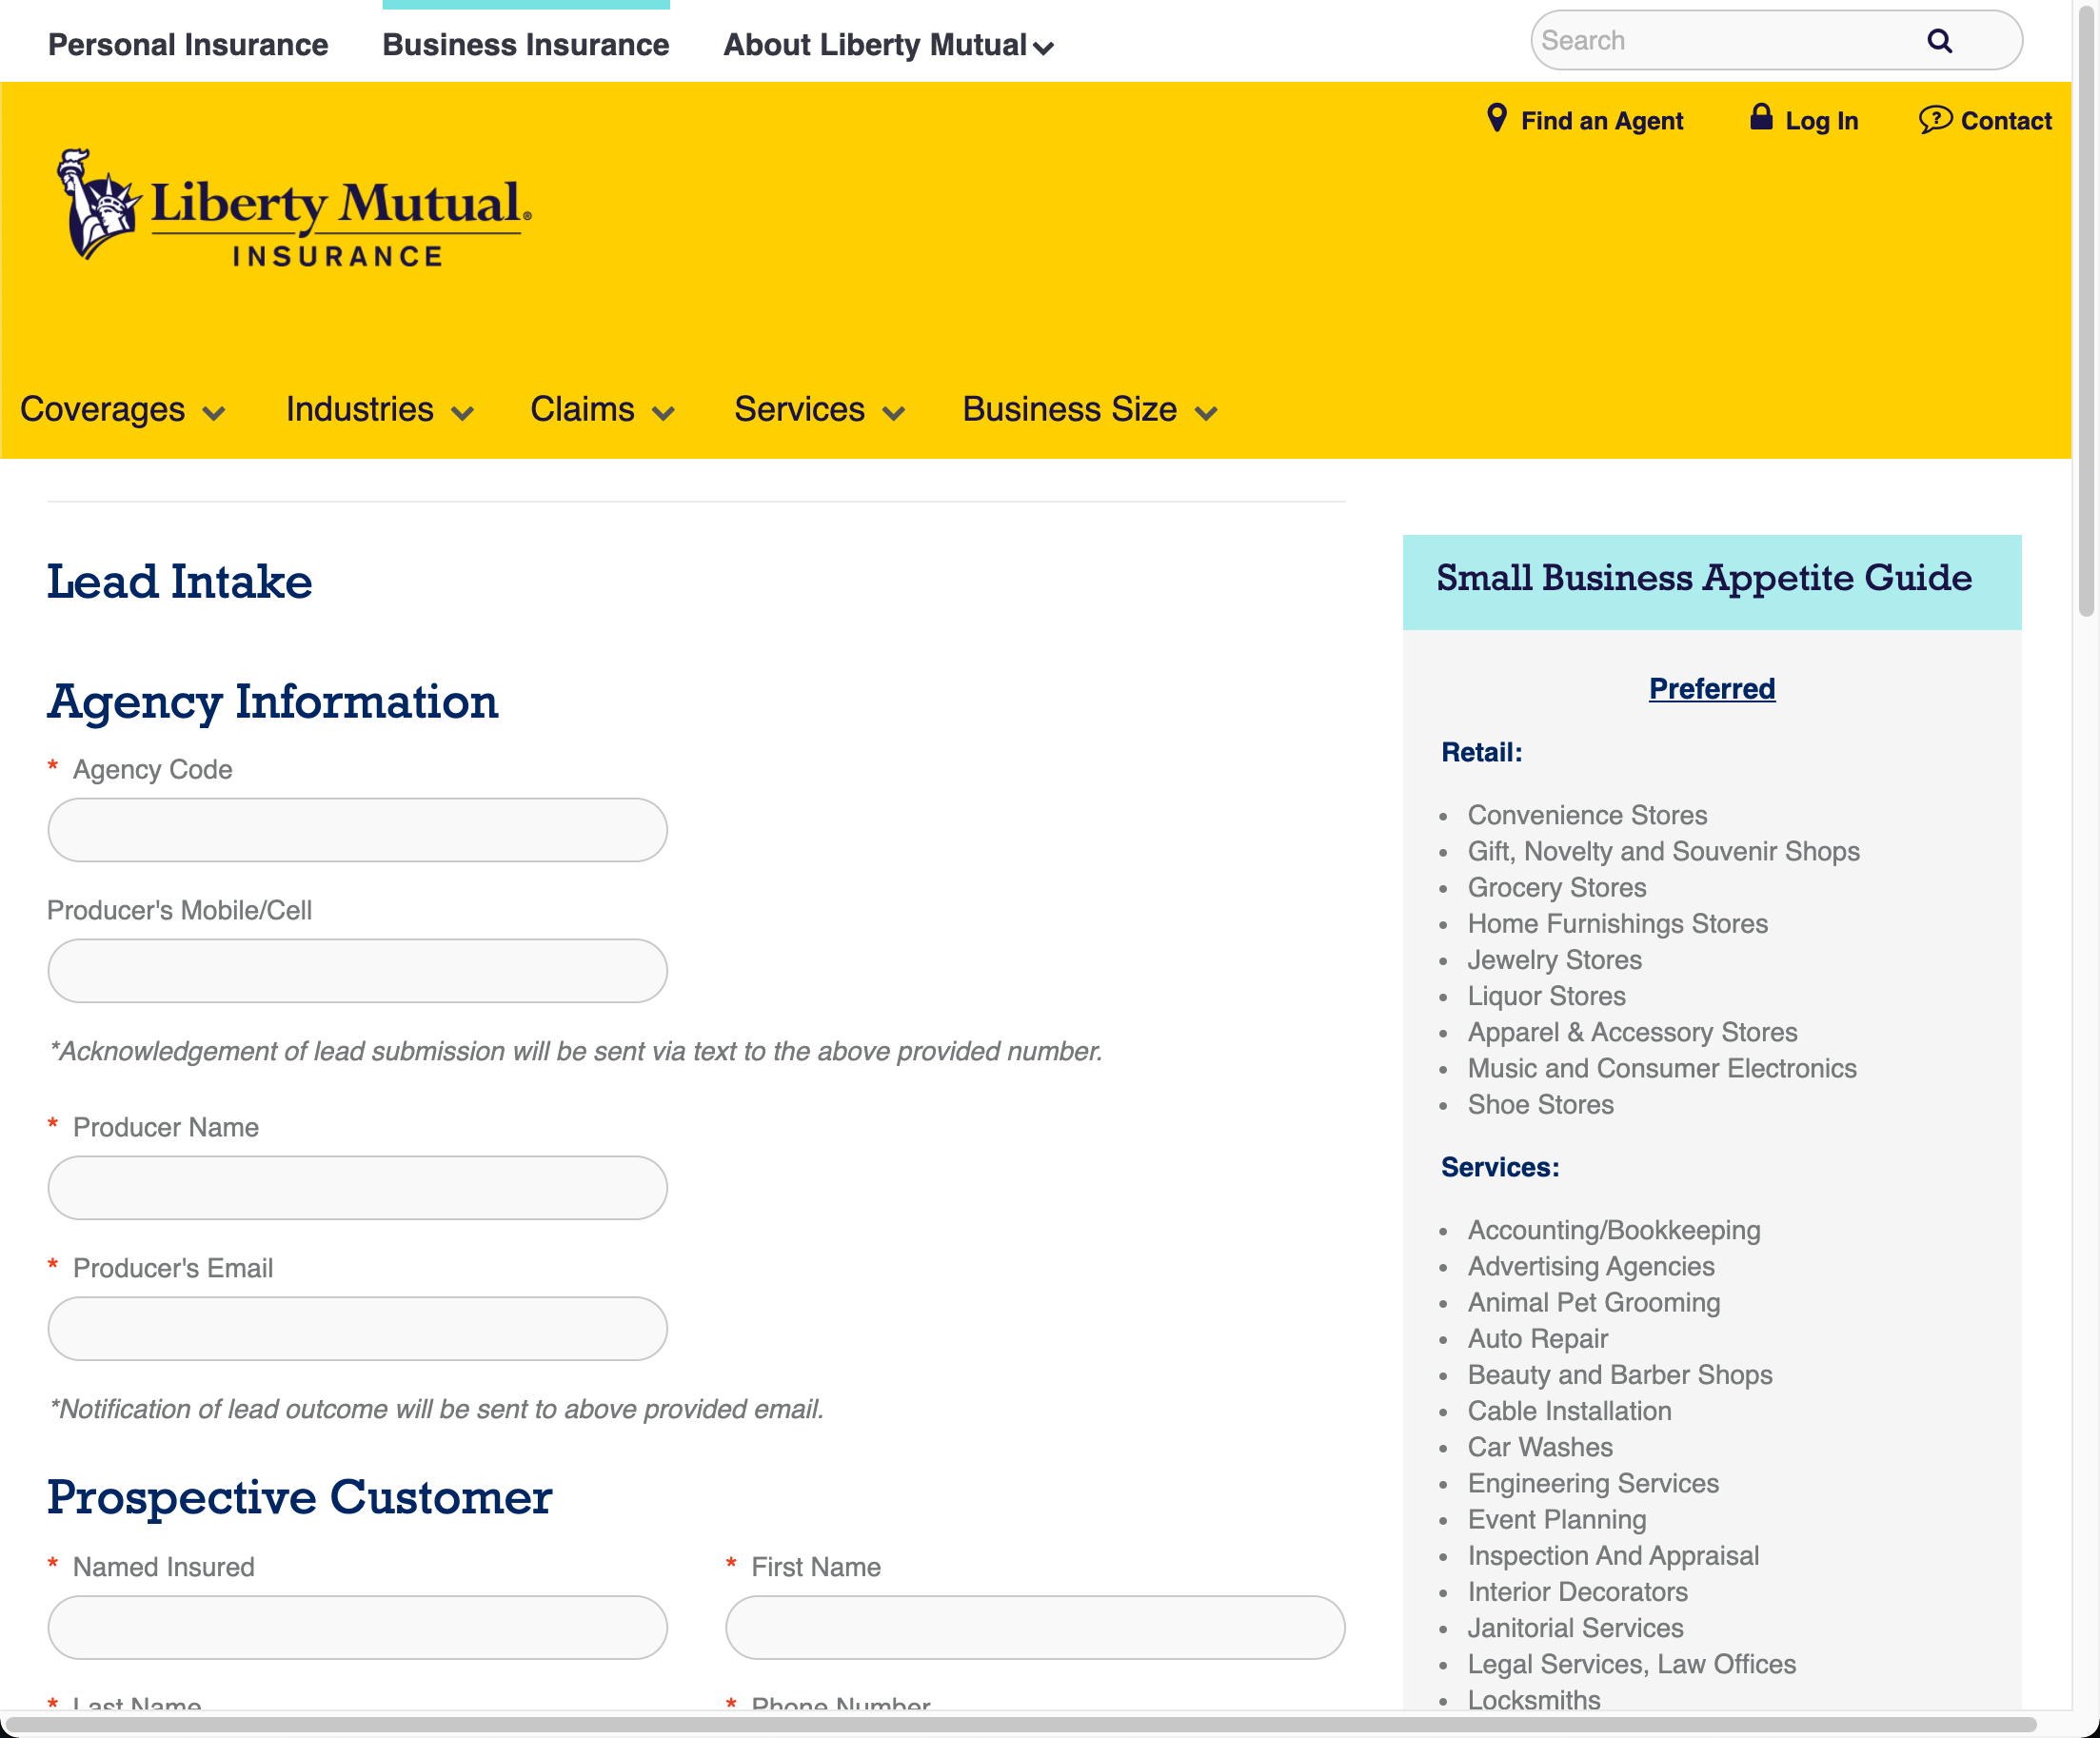 Personal Insurance Business Insurance About Liberty Mutual Search
Find an Agent Log In Contact
Liberty Mutual®
INSURANCE
Coverages Industries Claims Services Business Size
Lead Intake
Agency Information
* Agency Code
Producer's Mobile/Cell
*Acknowledgement of lead submission will be sent via text to the above provided number.
* Producer Name
* Producer's Email
*Notification of lead outcome will be sent to above provided email.
Prospective Customer
* Named Insured * First Name
* Last Name * Phone Number
Small Business Appetite Guide
Preferred
Retail:
• Convenience Stores
• Gift, Novelty and Souvenir Shops
• Grocery Stores
• Home Furnishings Stores
• Jewelry Stores
• Liquor Stores
• Apparel & Accessory Stores
• Music and Consumer Electronics
• Shoe Stores
Services:
• Accounting/Bookkeeping
• Advertising Agencies
• Animal Pet Grooming
• Auto Repair
• Beauty and Barber Shops
• Cable Installation
• Car Washes
• Engineering Services
• Event Planning
• Inspection And Appraisal
• Interior Decorators
• Janitorial Services
• Legal Services, Law Offices
• Locksmiths